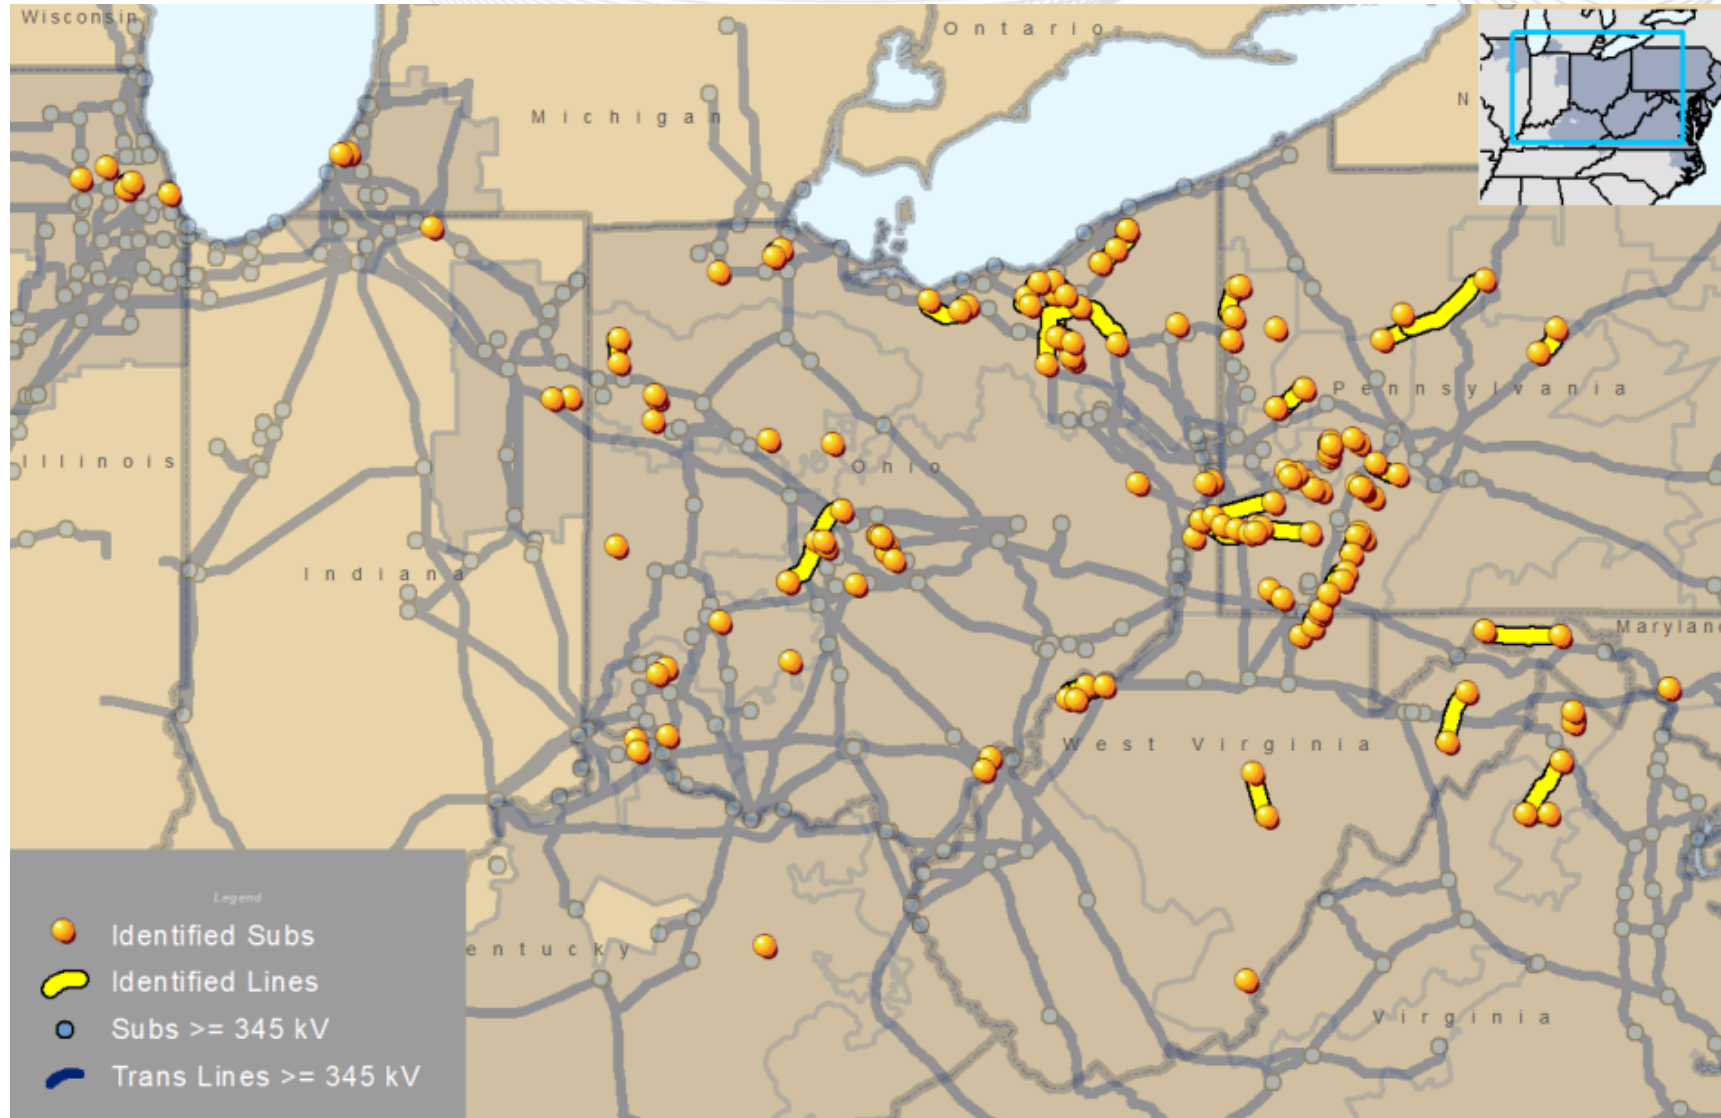 Wisconsin
Ontario
Michigan
N
Pennsylvania
Illinois
Ohio
Indiana
Maryland
West Virginia
Legend
Identified Subs
Identified Lines
Subs >= 345 kV
Trans Lines >= 345 kV
entucky
Virginia